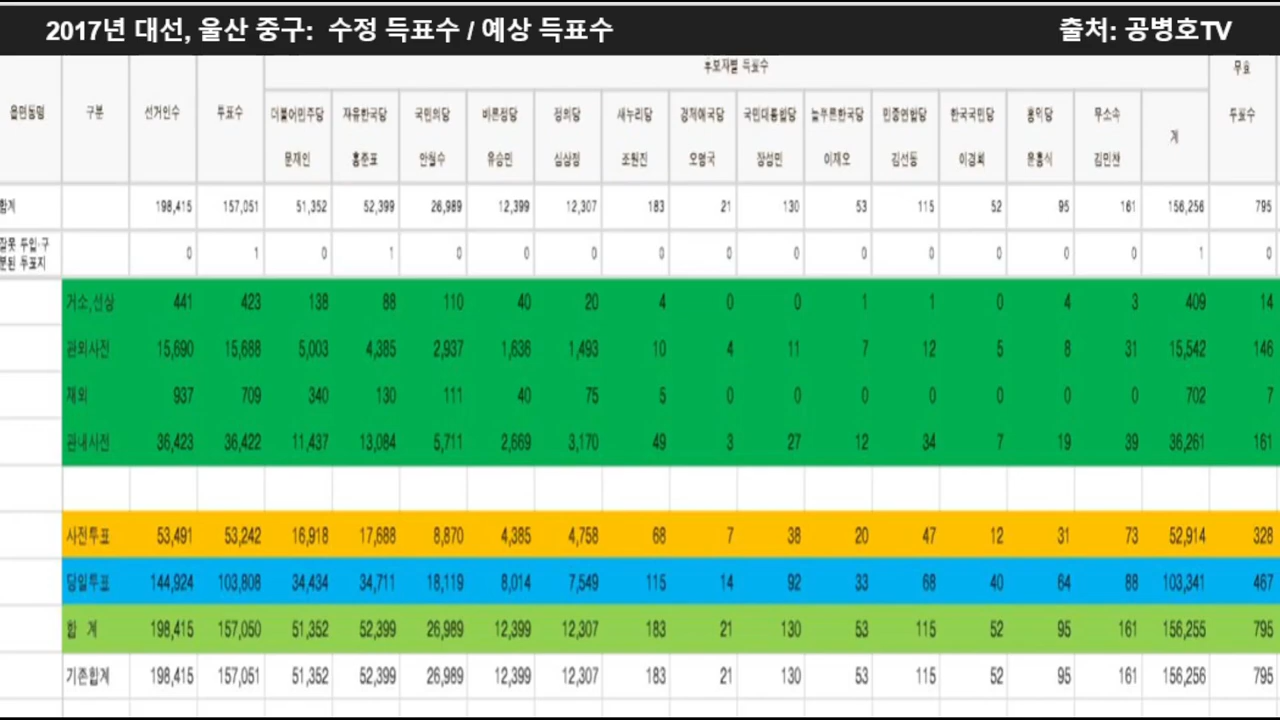 2017년 대선, 울산 중구: 수정 득표수 / 예상 득표수 출처: 공병호TV
후보자별 득표수 무효
읍면동명 구분 선거인수 투표수 더불어민주당 자유한국당 국민의당 바른정당 정의당 새누리당 경제애국당 국민대통합당 늘푸른한국당 민중연합당 한국국민당 홍익당 무소속 계 투표수
문재인 홍준표 안철수 유승민 심상정 조원진 오영국 장성민 이재오 김선동 이경희 윤홍식 김민찬
합계 198,415 157,051 51,352 52,399 26,989 12,399 12,307 183 21 130 53 115 52 95 161 156,256 795
잘못 투입·구
분된 투표지 0 1 0 1 0 0 0 0 0 0 0 0 0 0 0 1 0
거소,선상 441 423 138 88 110 40 20 4 0 0 1 1 0 4 3 409 14
관외사전 15,690 15,688 5,003 4,385 2,937 1,636 1,493 10 4 11 7 12 5 8 31 15,542 146
재외 937 709 340 130 111 40 75 5 0 0 0 0 0 0 0 702 7
관내사전 36,423 36,422 11,437 13,084 5,711 2,669 3,170 49 3 27 12 34 7 19 39 36,261 161
사전투표 53,491 53,242 16,918 17,688 8,870 4,385 4,758 68 7 38 20 47 12 31 73 52,914 328
당일투표 144,924 103,808 34,434 34,711 18,119 8,014 7,549 115 14 92 33 68 40 64 88 103,341 467
합 계 198,415 157,050 51,352 52,399 26,989 12,399 12,307 183 21 130 53 115 52 95 161 156,255 795
기존합계 198,415 157,051 51,352 52,399 26,989 12,399 12,307 183 21 130 53 115 52 95 161 156,256 795